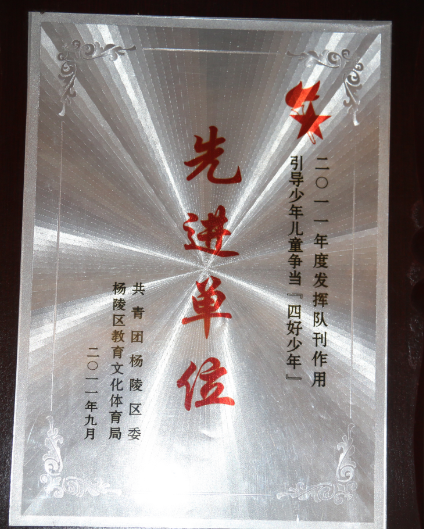 二〇一一年度发挥队刊作用
引导少年儿童争当『四好少年』
先进单位
共青团杨陵区委
杨陵区教育文化体育局
二〇一一年九月